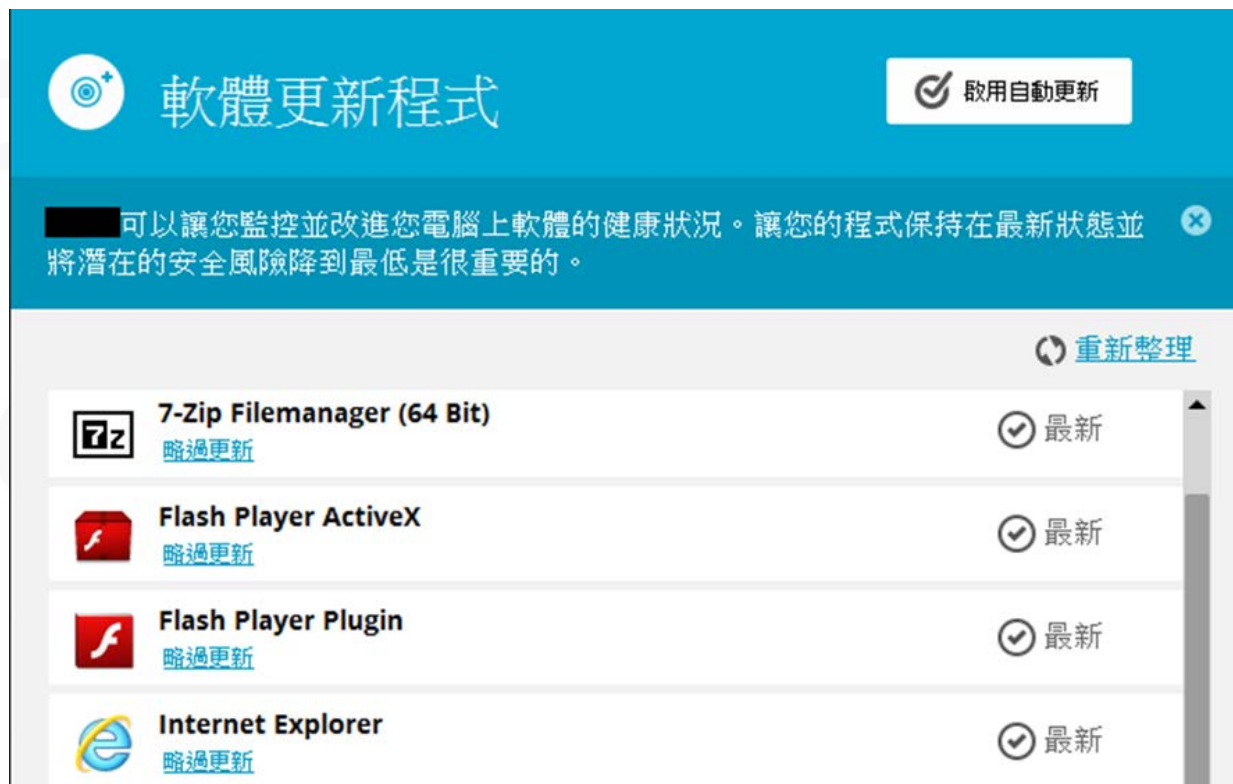 軟體更新程式
啟用自動更新
可以讓您監控並改進您電腦上軟體的健康狀況。讓您的程式保持在最新狀態並
將潛在的安全風險降到最低是很重要的。
重新整理
7z
7-Zip Filemanager (64 Bit)
最新
略過更新
Flash Player ActiveX
最新
略過更新
Flash Player Plugin
最新
略過更新
Internet Explorer
最新
略過更新